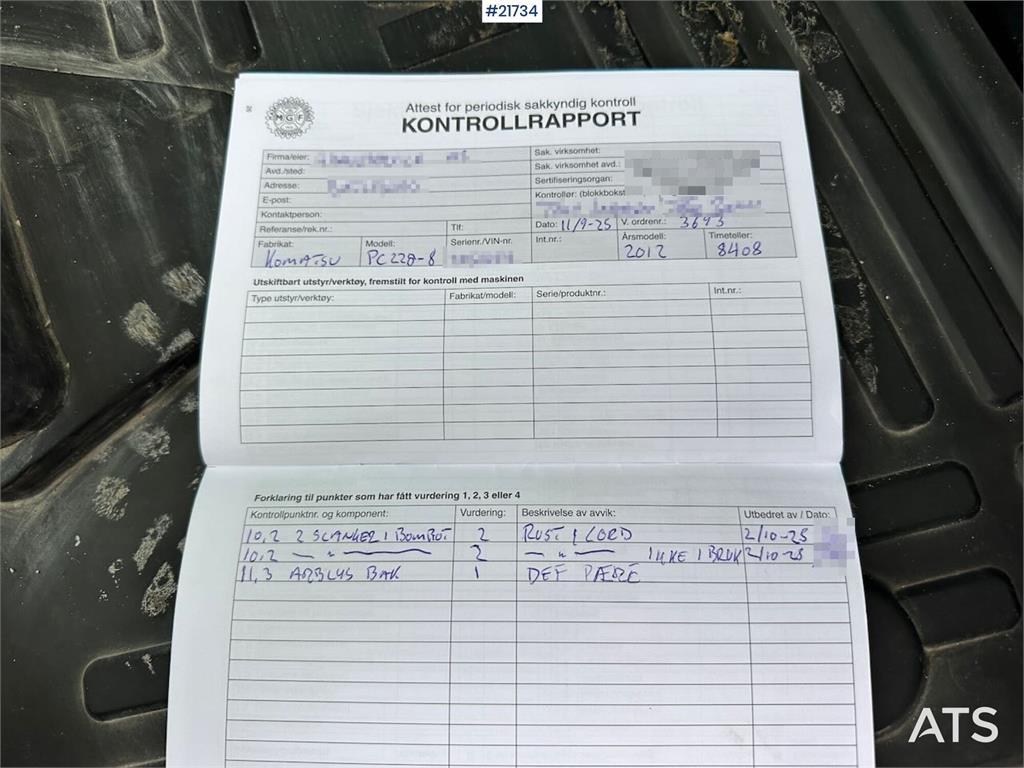 #21734
MGF
Attest for periodisk sakkyndig kontroll
KONTROLLRAPPORT
Firma/eier: AS
Avd./sted:
Adresse:
E-post:
Kontaktperson:
Referanse/rek.nr.: Tlf:
Sak. virksomhet:
Sak. virksomhet avd.:
Sertifiseringsorgan:
Kontrollør: (blokkbokst
Dato: 11/9-25 V. ordrenr.: 3693
Fabrikat: Modell: Serienr./VIN-nr. Int.nr.: Årsmodell: Timeteller:
KOMATSU PC228-8 2012 8408
Utskiftbart utstyr/verktøy, fremstilt for kontroll med maskinen
Type utstyr/verktøy: Fabrikat/modell: Serie/produktnr.: Int.nr.:
Forklaring til punkter som har fått vurdering 1, 2, 3 eller 4
Kontrollpunktnr. og komponent: Vurdering: Beskrivelse av avvik: Utbedret av / Dato:
10,2 2 SLANGER I BOMBOT 2 RUST I CORD 2/10-25
10,2 — " — 2 — " — IKKE I BRUK 2/10-25
11,3 ARBLYS BAK 1 DEF PÆRE
ATS